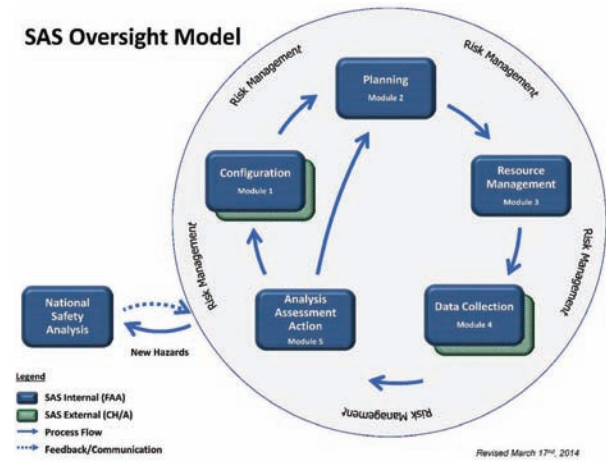 SAS Oversight Model
Risk Management
Risk Management
Planning
Module 2
Configuration
Module 1
Resource
Management
Module 3
Risk Management
Risk Management
National
Safety
Analysis
New Hazards
Analysis
Assessment
Action
Module 5
Data Collection
Module 4
Risk Management
Legend
SAS Internal (FAA)
SAS External (CH/A)
Process Flow
Feedback/Communication
Revised March 17ⁿᵈ, 2014